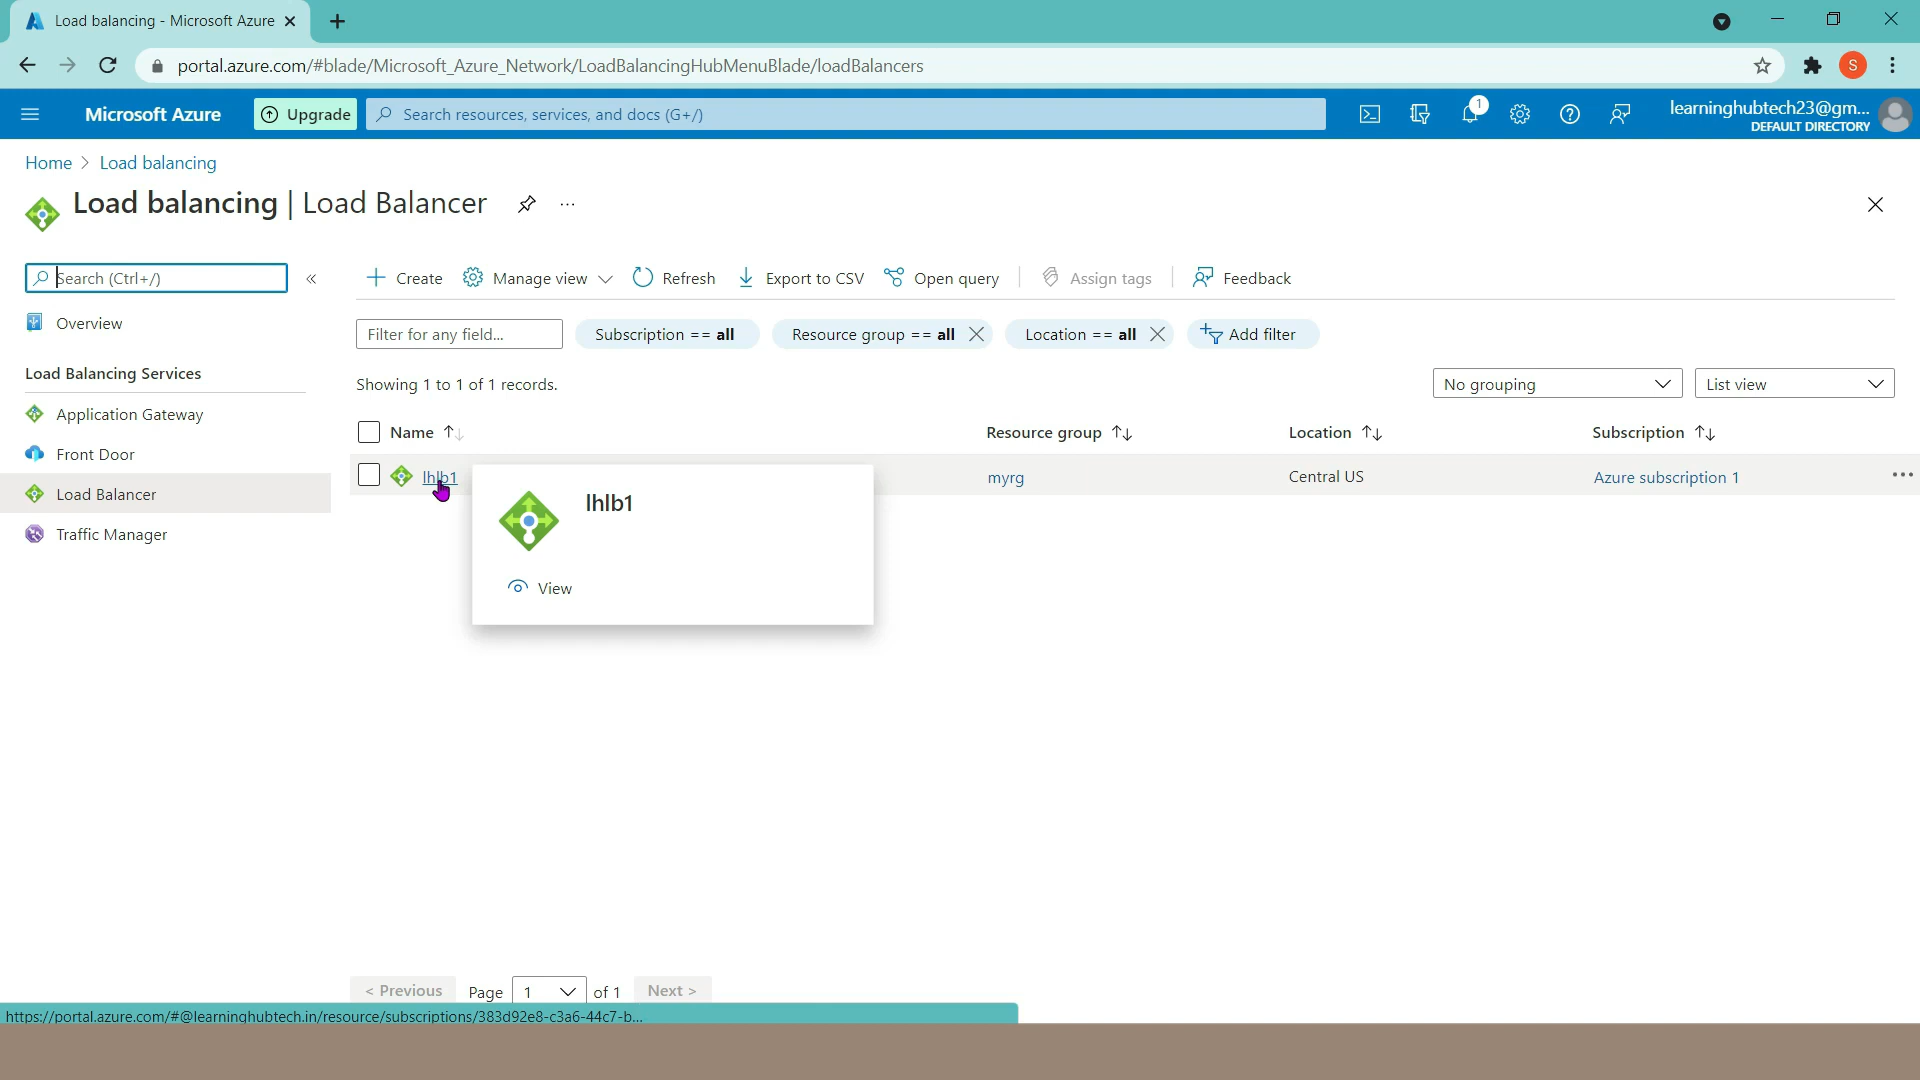 Load balancing - Microsoft Azure
portal.azure.com/#blade/Microsoft_Azure_Network/LoadBalancingHubMenuBlade/loadBalancers
S
Microsoft Azure
Upgrade
Search resources, services, and docs (G+/)
1
learninghubtech23@gm...
DEFAULT DIRECTORY
Home > Load balancing
Load balancing | Load Balancer
...
Search (Ctrl+/)
«
Create
Manage view
Refresh
Export to CSV
Open query
Assign tags
Feedback
Overview
Filter for any field...
Subscription == all
Resource group == all
Location == all
Add filter
Load Balancing Services
Showing 1 to 1 of 1 records.
No grouping
List view
Application Gateway
Name
Resource group
Location
Subscription
Front Door
lhlb1
myrg
Central US
Azure subscription 1
...
Load Balancer
lhlb1
Traffic Manager
View
< Previous
Page
1
of 1
Next >
https://portal.azure.com/#@learninghubtech.in/resource/subscriptions/383d92e8-c3a6-44c7-b...